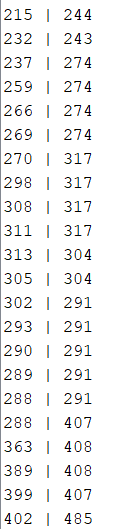 215 | 244
232 | 243
237 | 274
259 | 274
266 | 274
269 | 274
270 | 317
298 | 317
308 | 317
311 | 317
313 | 304
305 | 304
302 | 291
293 | 291
290 | 291
289 | 291
288 | 291
288 | 407
363 | 408
389 | 408
399 | 407
402 | 485